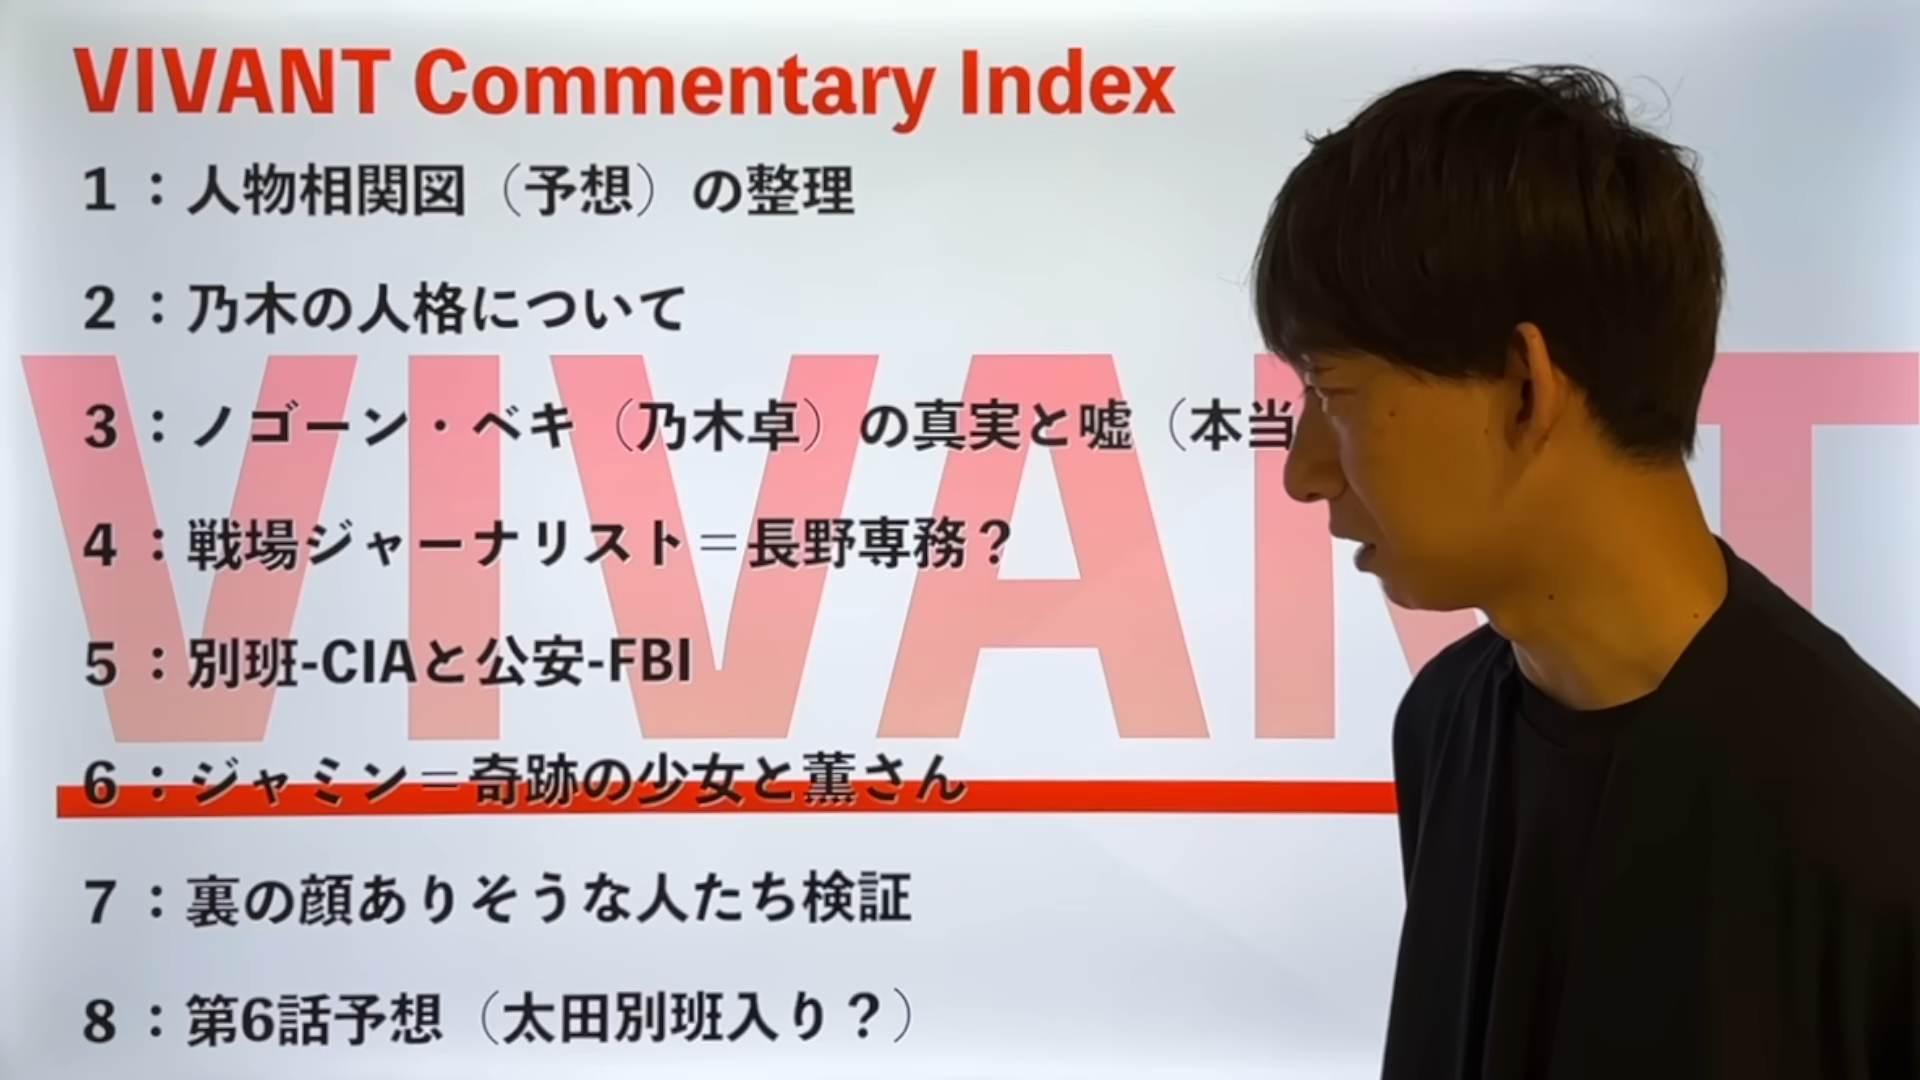 VIVANT Commentary Index
1：人物相関図（予想）の整理
2：乃木の人格について
3：ノゴーン・ベキ（乃木卓）の真実と嘘（本当
4：戦場ジャーナリスト＝長野専務？
5：別班-CIAと公安-FBI
6：ジャミン＝奇跡の少女と薫さん
7：裏の顔ありそうな人たち検証
8：第6話予想（太田別班入り？）
VIVANT